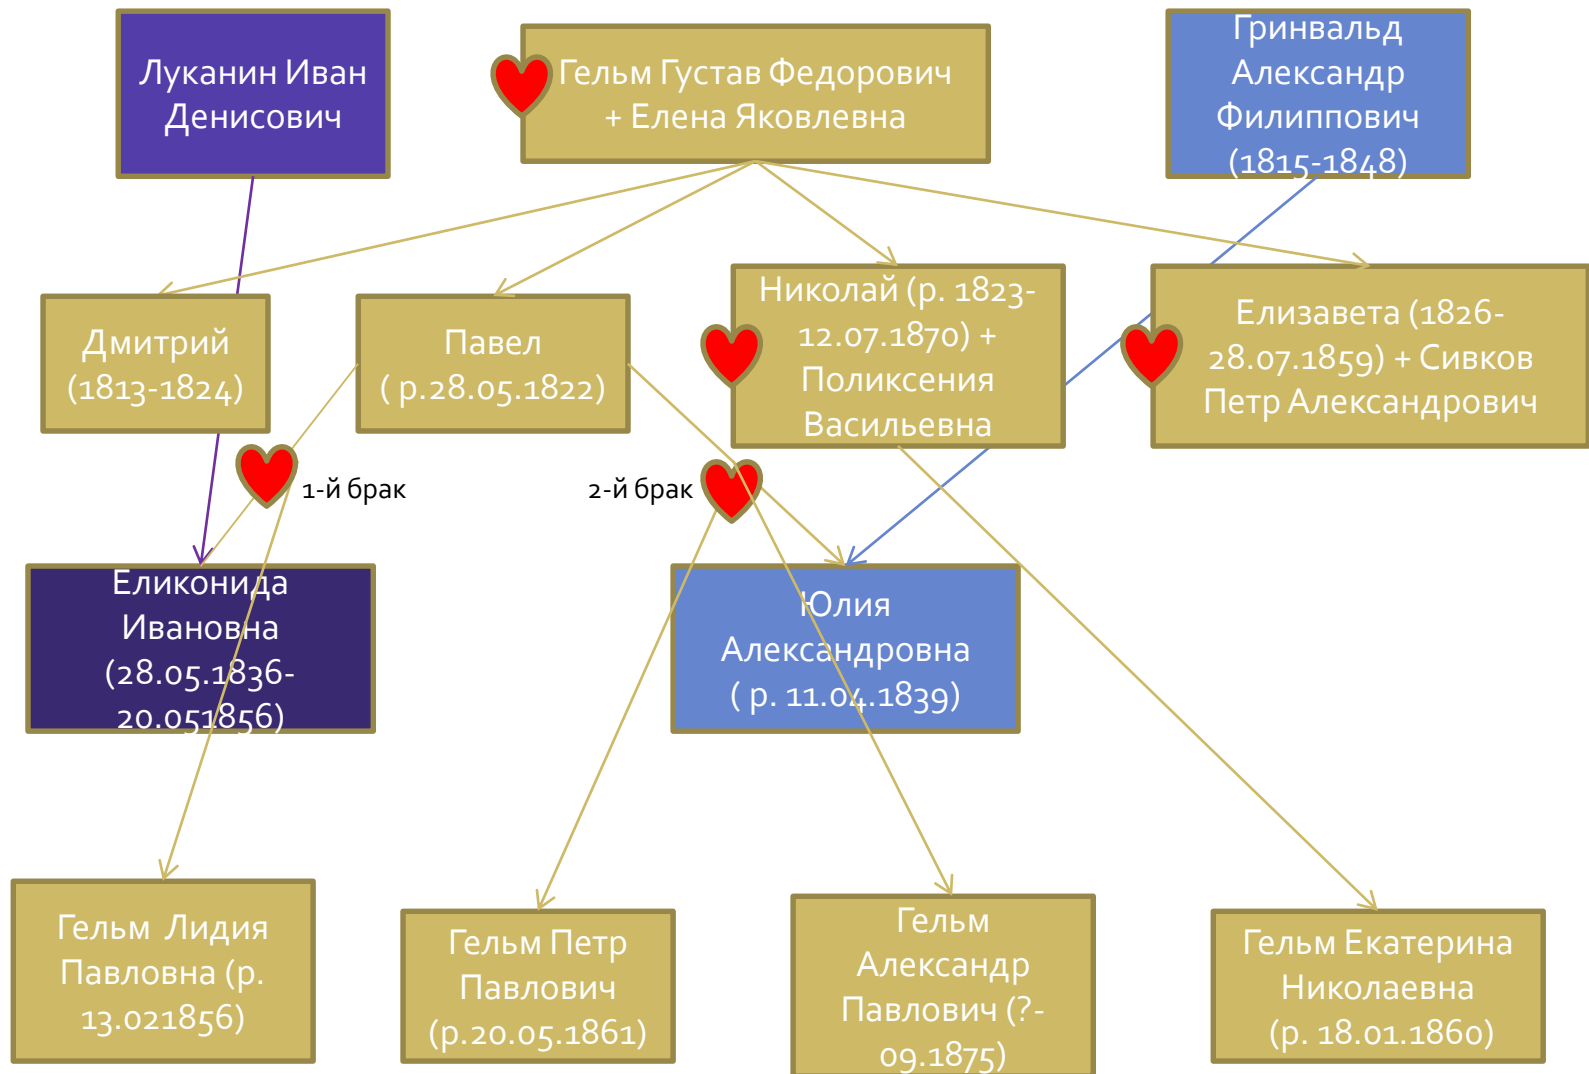 Луканин Иван
Денисович
Гельм Густав Федорович
+ Елена Яковлевна
Гринвальд
Александр
Филиппович
(1815-1848)
Дмитрий
(1813-1824)
Павел
( р.28.05.1822)
Николай (р. 1823-
12.07.1870) +
Поликсения
Васильевна
Елизавета (1826-
28.07.1859) + Сивков
Петр Александрович
1-й брак
2-й брак
Еликонида
Ивановна
(28.05.1836-
20.051856)
Юлия
Александровна
( р. 11.04.1839)
Гельм Лидия
Павловна (р.
13.021856)
Гельм Петр
Павлович
(р.20.05.1861)
Гельм
Александр
Павлович (?-
09.1875)
Гельм Екатерина
Николаевна
(р. 18.01.1860)